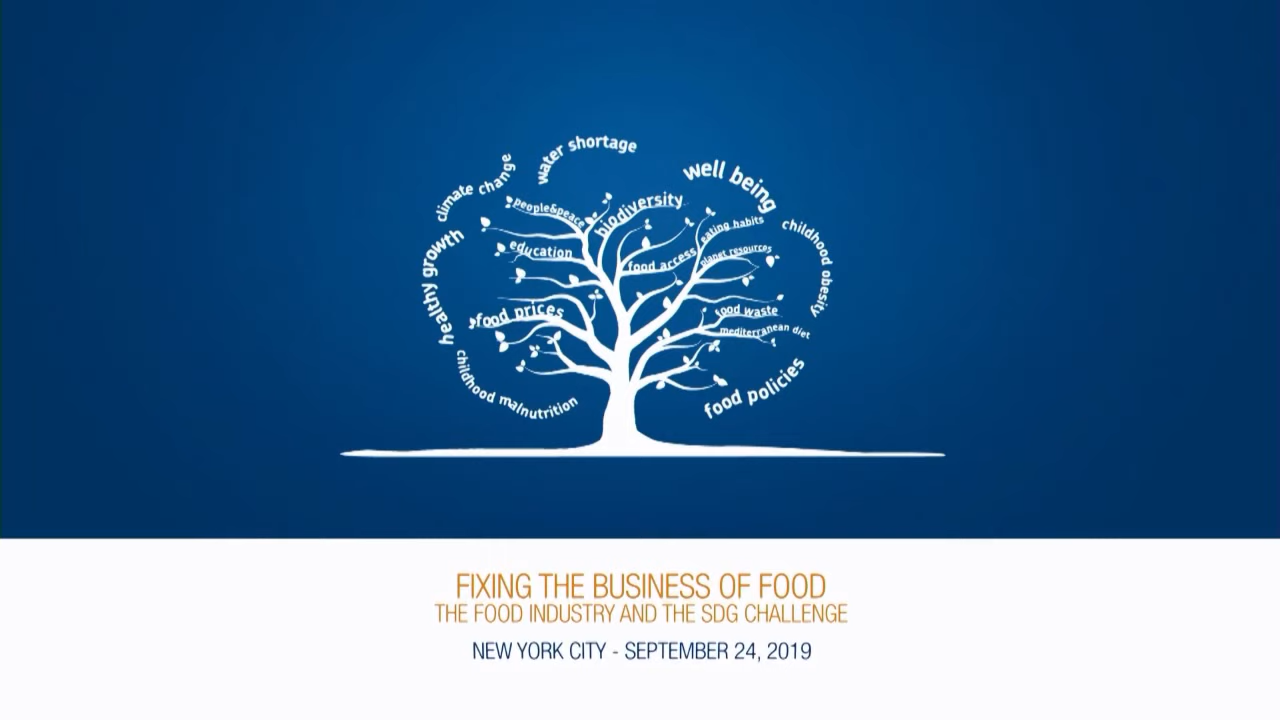 water shortage
climate change
well being
people&peace
biodiversity
eating habits
childhood obesity
healthy growth
education
food access
planet resources
food prices
food waste
mediterranean diet
childhood malnutrition
food policies
FIXING THE BUSINESS OF FOOD
THE FOOD INDUSTRY AND THE SDG CHALLENGE
NEW YORK CITY - SEPTEMBER 24, 2019